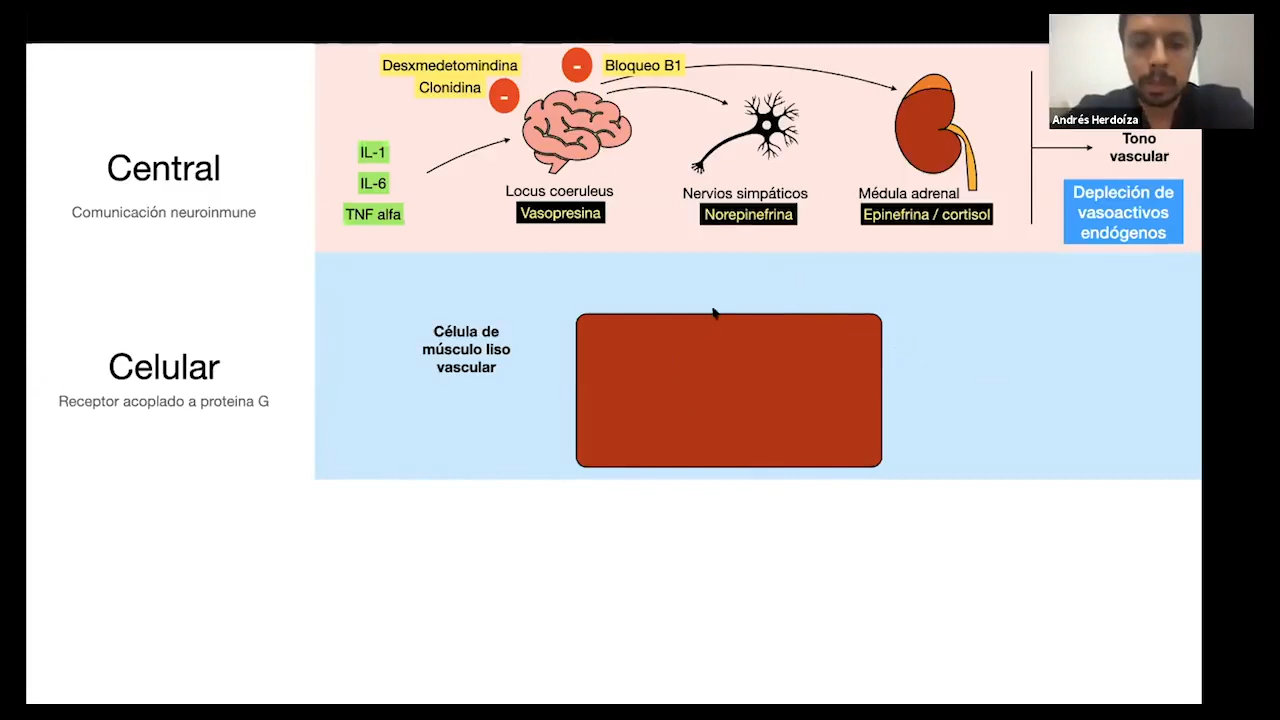 Desxmedetomindina
Clonidina
-
-
Bloqueo B1
Andrés Herdoíza
Central
Comunicación neuroinmune
IL-1
IL-6
TNF alfa
Locus coeruleus
Vasopresina
Nervios simpáticos
Norepinefrina
Médula adrenal
Epinefrina / cortisol
Tono
vascular
Depleción de
vasoactivos
endógenos
Celular
Receptor acoplado a proteina G
Célula de
músculo liso
vascular